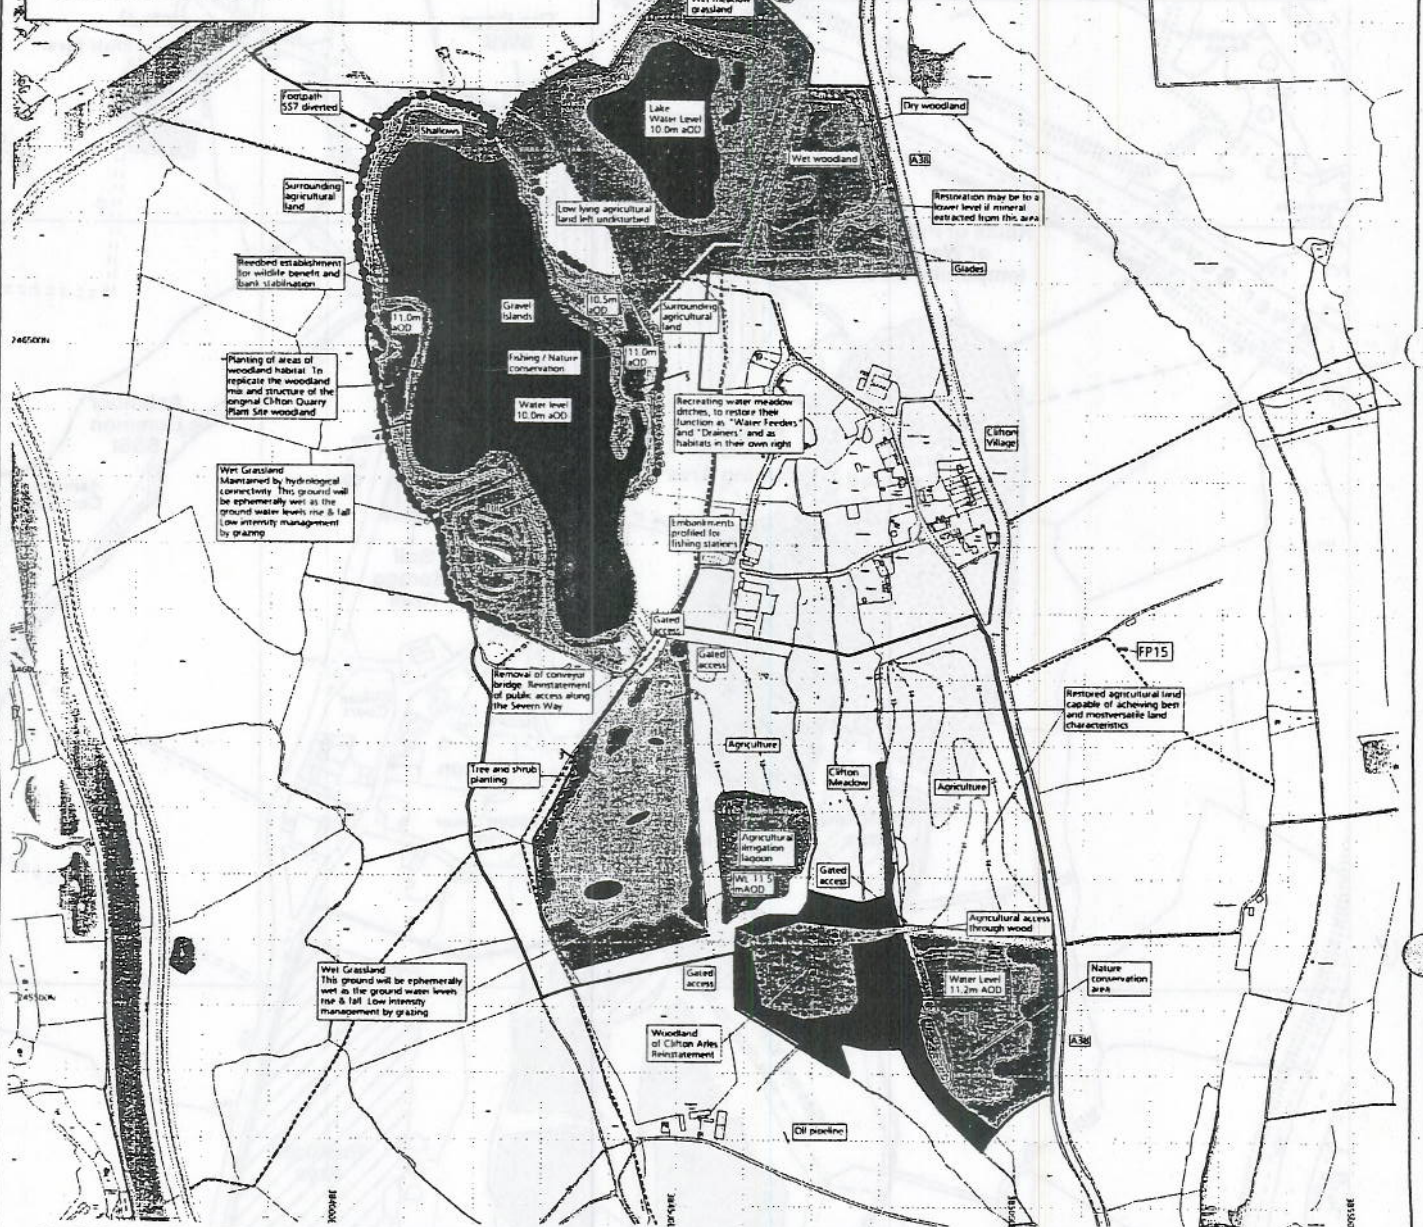 Wet meadow
grassland
Footpath
SS7 diverted
Shallows
Lake
Water Level
10.0m aOD
Dry woodland
Wet woodland
A38
Surrounding
agricultural
land
Low lying agricultural
land left undisturbed
Restoration may be to a
lower level if mineral
extracted from this area
Reedbed establishment
for wildlife benefit and
bank stabilisation
Glades
Gravel
Islands
10.5m
aOD
Surrounding
agricultural
land
11.0m
aOD
246500N
Planting of areas of
woodland habitat. To
replicate the woodland
mix and structure of the
original Clifton Quarry
Plant Site woodland
Fishing / Nature
conservation
11.0m
aOD
Water level
10.0m aOD
Recreating water meadow
ditches, to restore their
function as "Water Feeders"
and "Drainers" and as
habitats in their own right
Clifton
Village
Wet Grassland
Maintained by hydrological
connectivity This ground will
be ephemerally wet as the
ground water levels rise & fall
Low intensity management
by grazing
Embankments
profiled for
fishing stations
Gated
access
Gated
access
FP15
Removal of conveyor
bridge Reinstatement
of public access along
the Severn Way
Restored agricultural land
capable of acheiving best
and mostversatile land
characteristics
Agriculture
Tree and shrub
planting
Clifton
Meadow
Agriculture
Agricultural
irrigation
lagoon
WL 11.5
mAOD
Gated
access
Agricultural access
through wood
Wet Grassland
This ground will be ephemerally
wet as the ground water levels
rise & fall Low intensity
management by grazing
Gated
access
Water Level
11.2m AOD
Nature
conservation
area
245500N
Woodland
of Clifton Arles
Reinstatement
A38
Oil pipeline
384000E